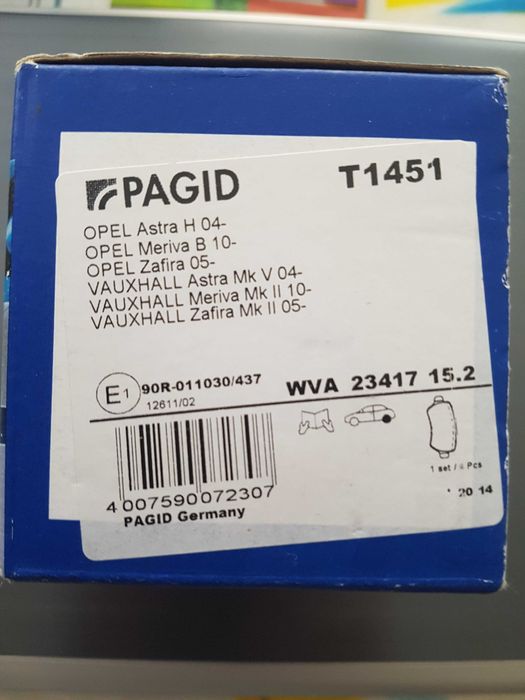 PAGID
T1451
OPEL Astra H 04-
OPEL Meriva B 10-
OPEL Zafira 05-
VAUXHALL Astra Mk V 04-
VAUXHALL Meriva Mk II 10-
VAUXHALL Zafira Mk II 05-
E1
90R-011030/437
12611/02
WVA 23417 15.2
1 set / 4 Pcs
4 007590 072307
20 14
PAGID Germany